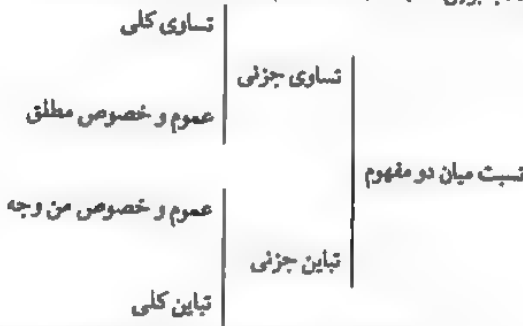 تساوی کلی
تساوی جزئی
عموم و خصوص مطلق
نسبت میان دو مفهوم
عموم و خصوص من وجه
تباین جزئی
تباین کلی